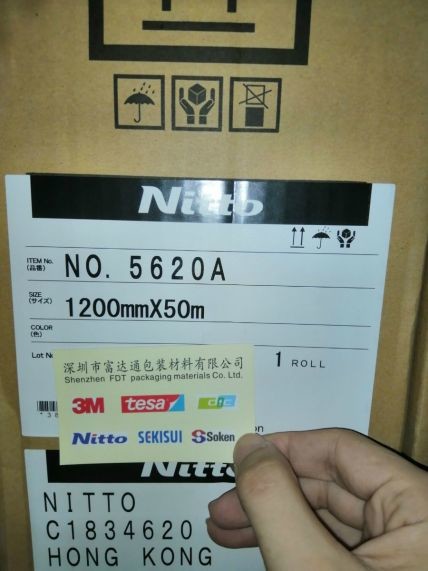 Nitto
ITEM No.
(品番)
NO. 5620A
SIZE
(サイズ)
1200mmX50m
COLOR
(色)
Lot No
1 ROLL
深圳市富达通包装材料有限公司
Shenzhen FDT packaging materials Co. Ltd.
3M tesa dic
Nitto SEKISUI Soken
Nitto
NITTO
C1834620
HONG KONG